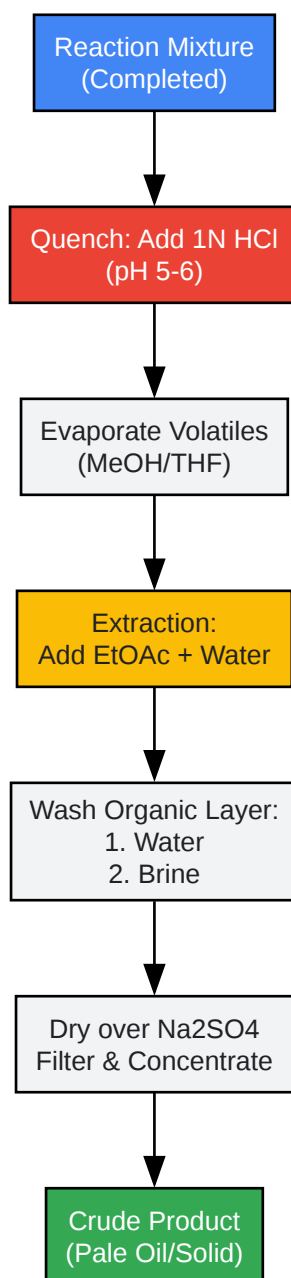 Reaction Mixture
(Completed)
Quench: Add 1N HCl
(pH 5-6)
Evaporate Volatiles
(MeOH/THF)
Extraction:
Add EtOAc + Water
Wash Organic Layer:
1. Water
2. Brine
Dry over Na2SO4
Filter & Concentrate
Crude Product
(Pale Oil/Solid)